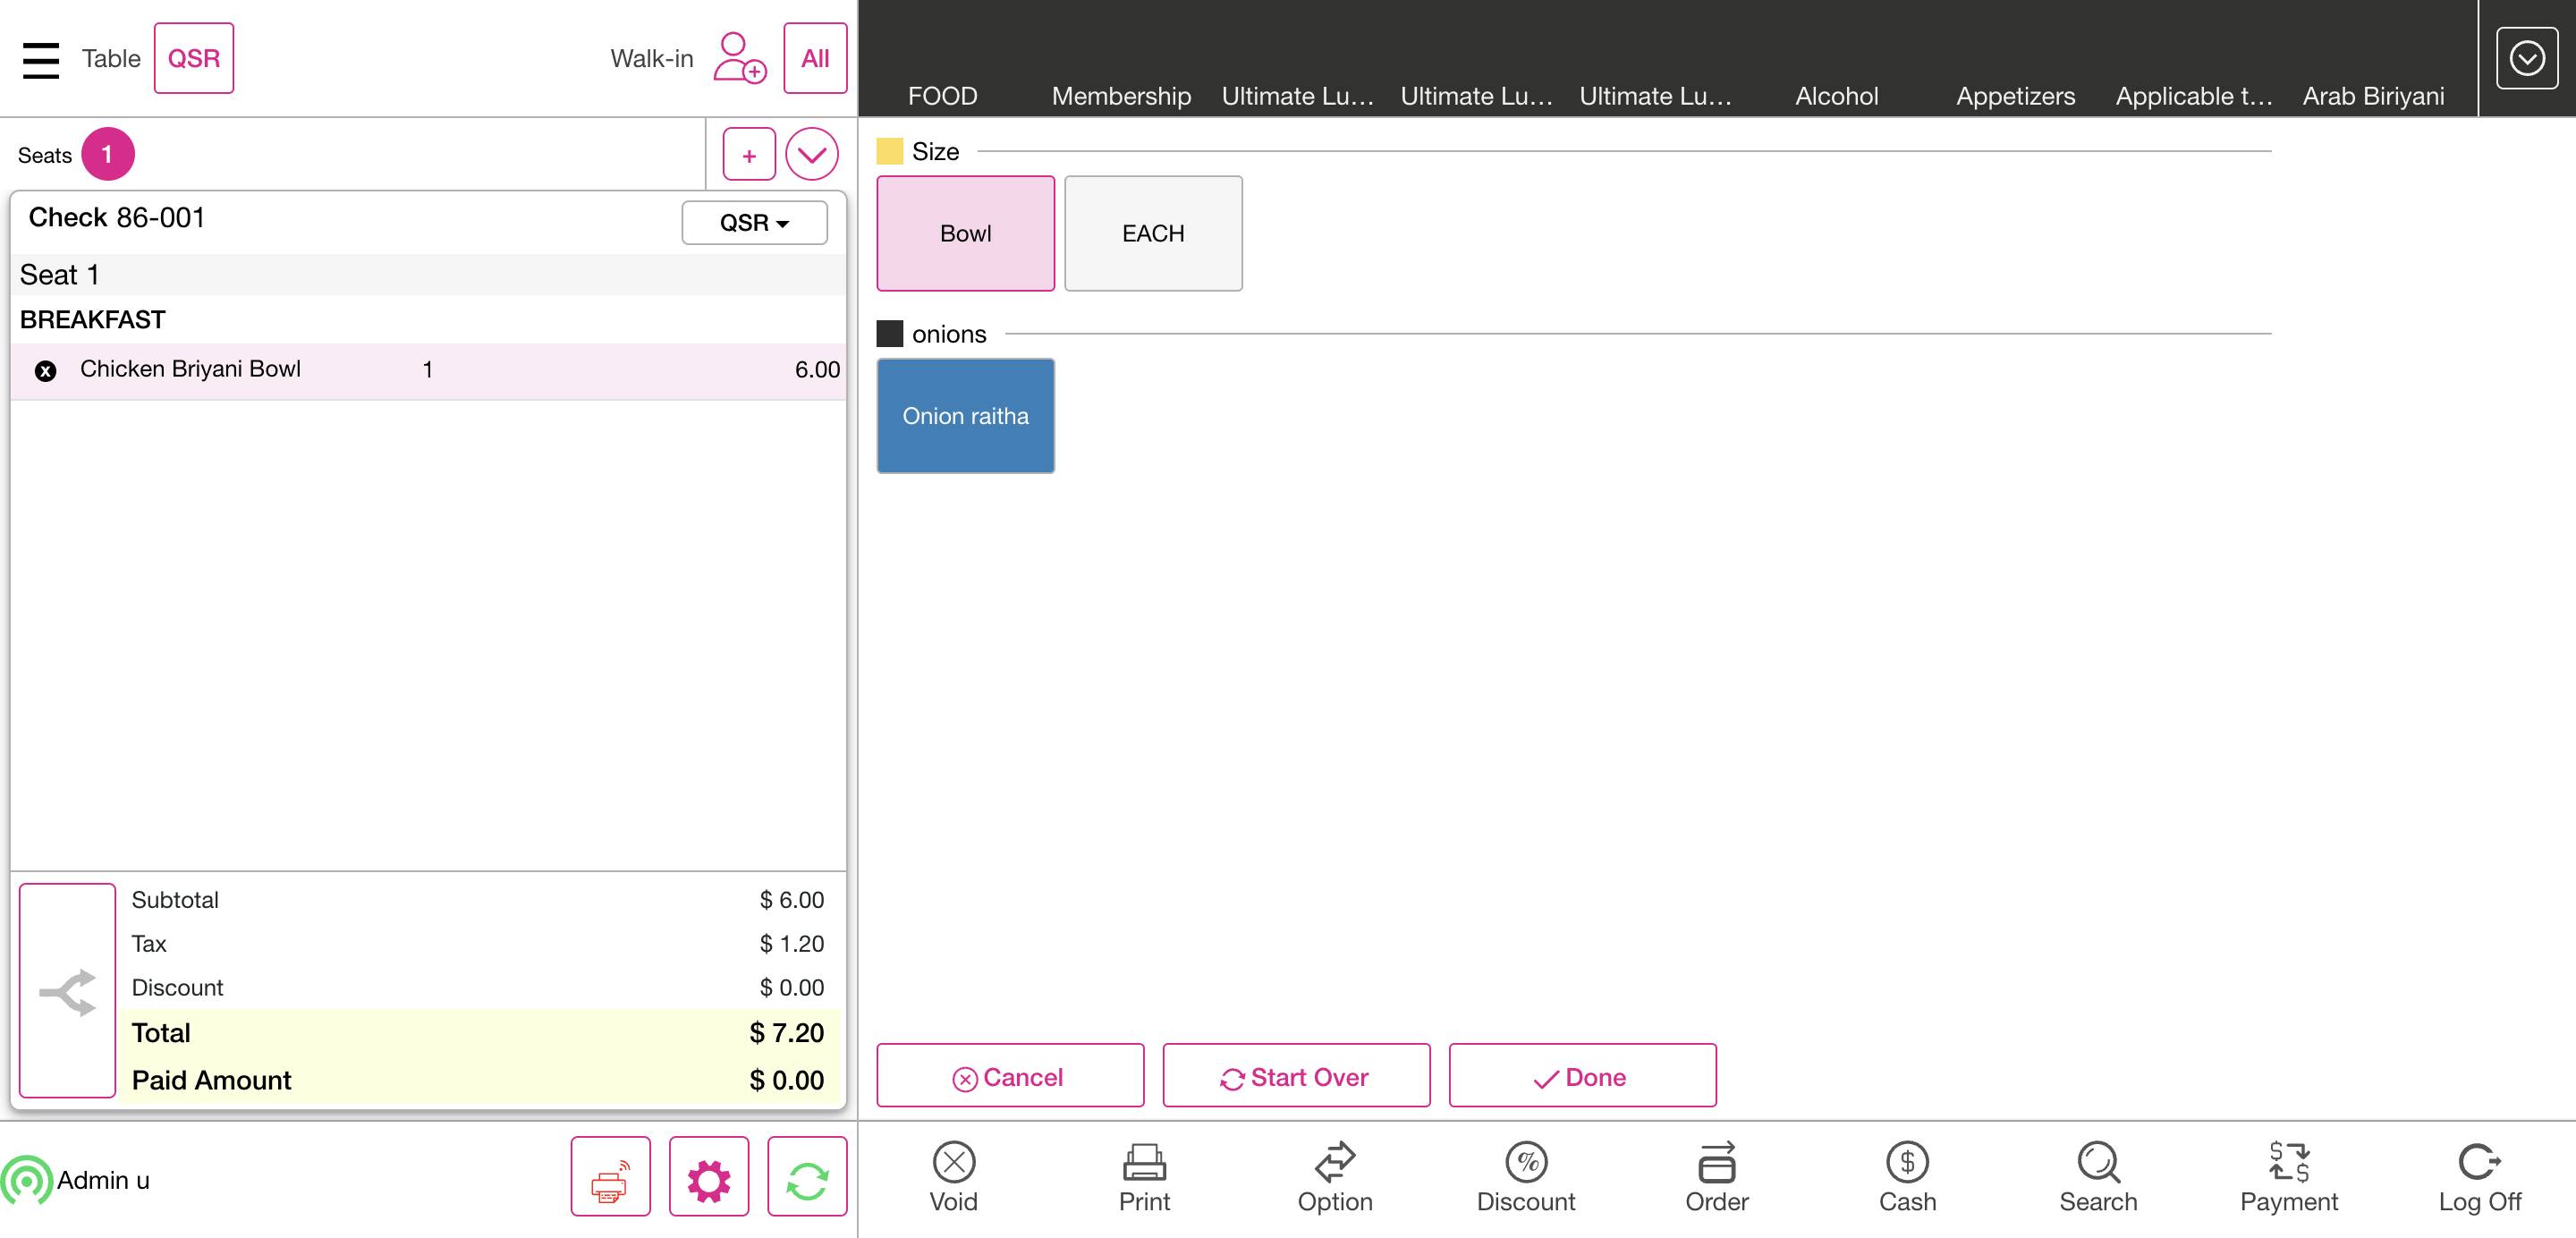 Table QSR Walk-in All
FOOD Membership Ultimate Lu... Ultimate Lu... Ultimate Lu... Alcohol Appetizers Applicable t... Arab Biriyani
Seats 1 +
Check 86-001 QSR
Seat 1
BREAKFAST
x Chicken Briyani Bowl 1 6.00
Size
Bowl EACH
onions
Onion raitha
Subtotal $ 6.00
Tax $ 1.20
Discount $ 0.00
Total $ 7.20
Paid Amount $ 0.00
Cancel Start Over Done
Admin u
Void Print Option Discount Order Cash Search Payment Log Off